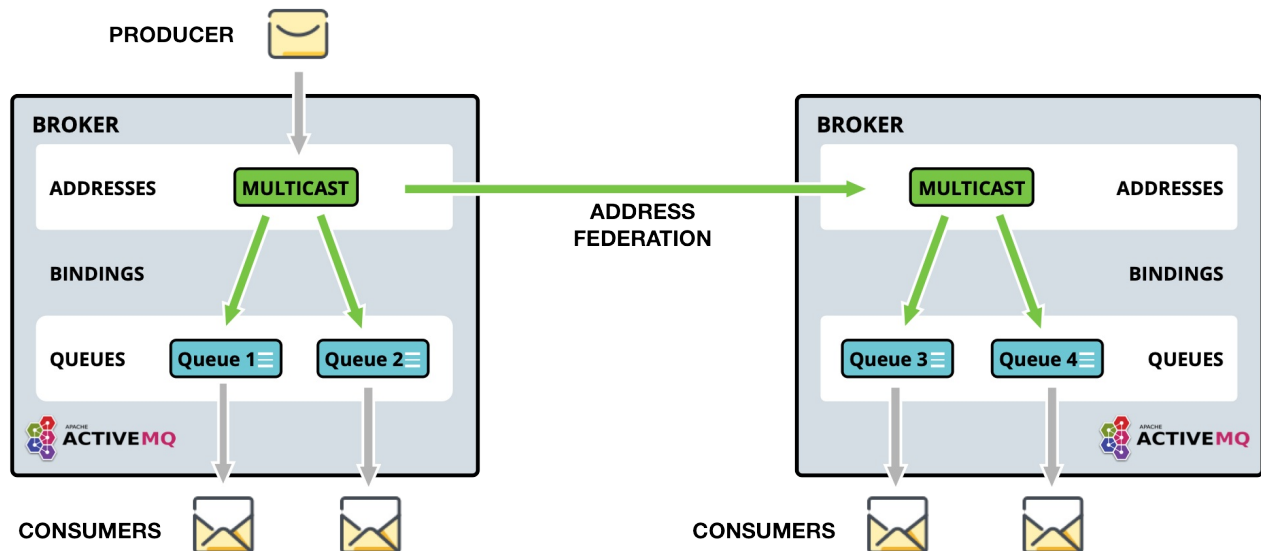 PRODUCER
BROKER
ADDRESSES
MULTICAST
BINDINGS
QUEUES
Queue 1
Queue 2
APACHE
ACTIVEMQ
CONSUMERS
ADDRESS
FEDERATION
BROKER
MULTICAST
ADDRESSES
BINDINGS
Queue 3
Queue 4
QUEUES
APACHE
ACTIVEMQ
CONSUMERS